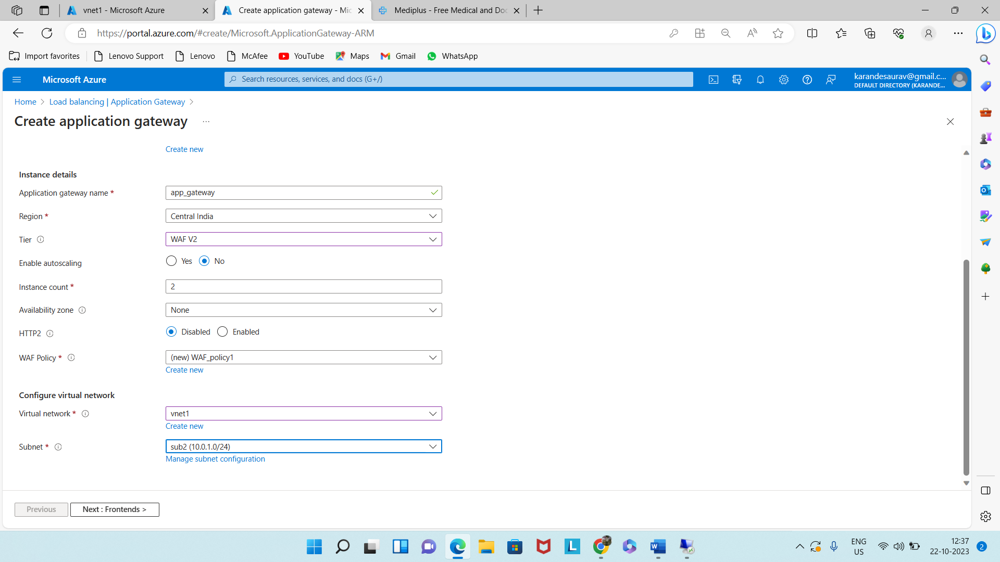 vnet1 - Microsoft Azure
Create application gateway - Mic
Mediplus - Free Medical and Doc
https://portal.azure.com/#create/Microsoft.ApplicationGateway-ARM
Import favorites
Lenovo Support
Lenovo
McAfee
YouTube
Maps
Gmail
WhatsApp
Microsoft Azure
Search resources, services, and docs (G+/)
karandesaurav@gmail.c...
DEFAULT DIRECTORY (KARANDE...
Home > Load balancing | Application Gateway >
Create application gateway ...
Create new
Instance details
Application gateway name * app_gateway
Region * Central India
Tier WAF V2
Enable autoscaling Yes No
Instance count * 2
Availability zone None
HTTP2 Disabled Enabled
WAF Policy * (new) WAF_policy1
Create new
Configure virtual network
Virtual network * vnet1
Create new
Subnet * sub2 (10.0.1.0/24)
Manage subnet configuration
Previous
Next : Frontends >
ENG
US
12:37
22-10-2023
2